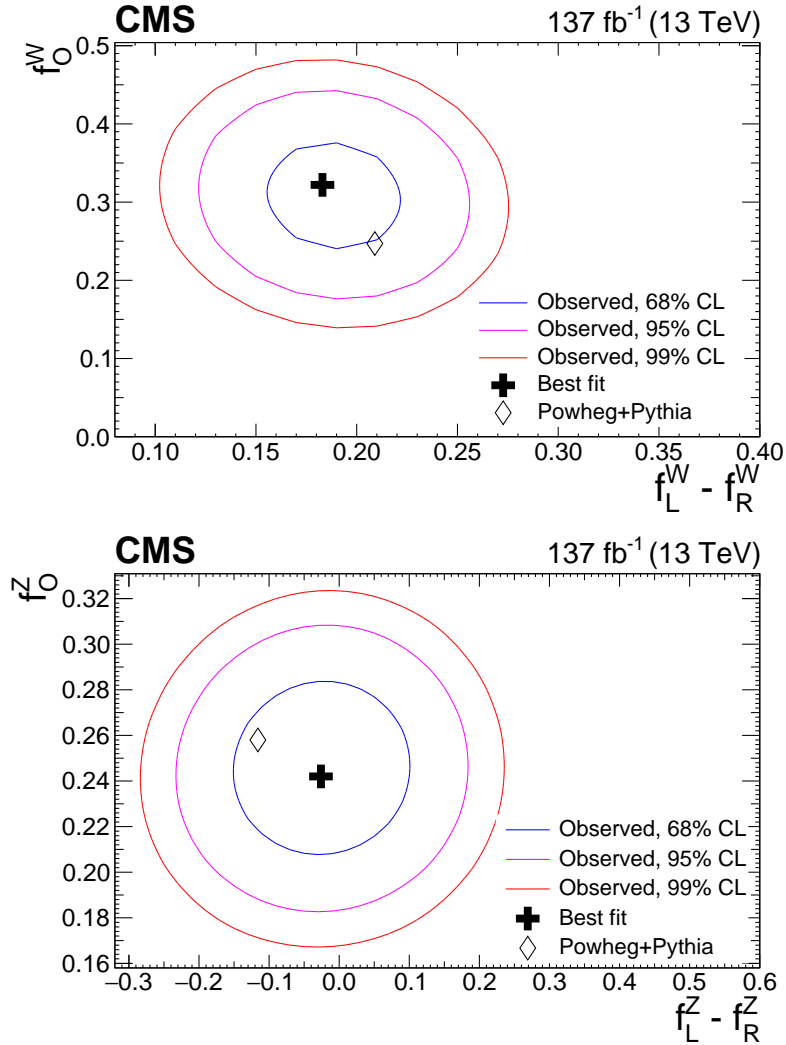 CMS 137 fb⁻¹ (13 TeV)
f_O^W
0.5
0.4
0.3
0.2
0.1
0.0
0.10 0.15 0.20 0.25 0.30 0.35 0.40
Observed, 68% CL
Observed, 95% CL
Observed, 99% CL
Best fit
Powheg+Pythia
f_L^W - f_R^W
CMS 137 fb⁻¹ (13 TeV)
f_O^Z
0.32
0.30
0.28
0.26
0.24
0.22
0.20
0.18
0.16
−0.3 −0.2 −0.1 0.0 0.1 0.2 0.3 0.4 0.5 0.6
Observed, 68% CL
Observed, 95% CL
Observed, 99% CL
Best fit
Powheg+Pythia
f_L^Z - f_R^Z